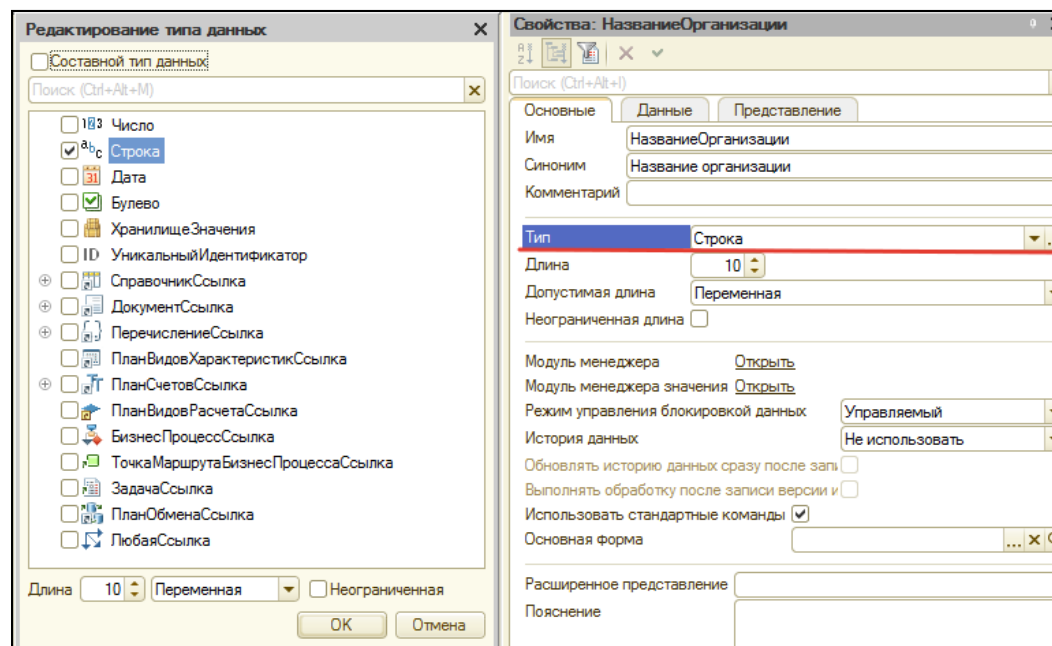 Редактирование типа данных
Составной тип данных
Поиск (Ctrl+Alt+M)
Число
Строка
Дата
Булево
ХранилищеЗначения
ID УникальныйИдентификатор
СправочникСсылка
ДокументСсылка
ПеречислениеСсылка
ПланВидовХарактеристикСсылка
ПланСчетовСсылка
ПланВидовРасчетаСсылка
БизнесПроцессСсылка
ТочкаМаршрутаБизнесПроцессаСсылка
ЗадачаСсылка
ПланОбменаСсылка
ЛюбаяСсылка
Длина 10 Переменная Неограниченная
OK Отмена
Свойства: НазваниеОрганизации
Поиск (Ctrl+Alt+I)
Основные Данные Представление
Имя НазваниеОрганизации
Синоним Название организации
Комментарий
Тип Строка
Длина 10
Допустимая длина Переменная
Неограниченная длина
Модуль менеджера Открыть
Модуль менеджера значения Открыть
Режим управления блокировкой данных Управляемый
История данных Не использовать
Обновлять историю данных сразу после запи
Выполнять обработку после записи версии и
Использовать стандартные команды
Основная форма
Расширенное представление
Пояснение